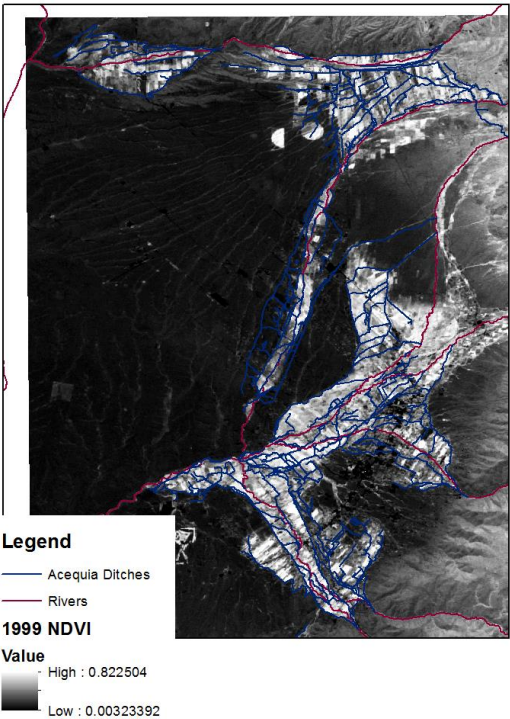 Legend
Acequia Ditches
Rivers
1999 NDVI
Value
High : 0.822504
Low : 0.00323392